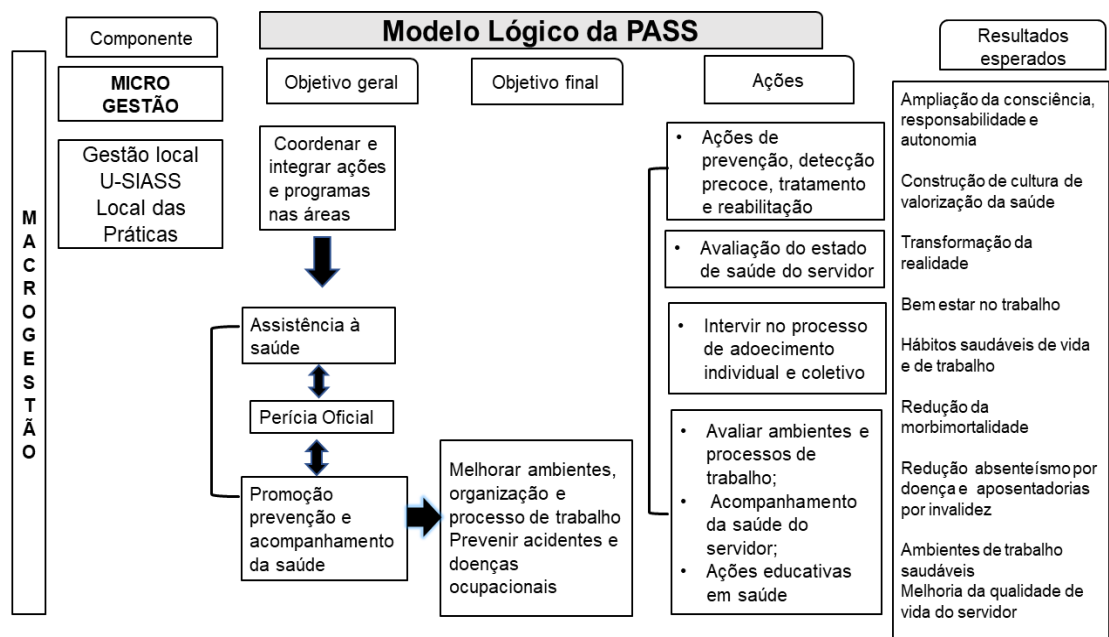 Modelo Lógico da PASS
Componente
MICRO
GESTÃO
Gestão local
U-SIASS
Local das
Práticas
MACROGESTÃO
Objetivo geral
Coordenar e
integrar ações
e programas
nas áreas
Assistência à
saúde
Perícia Oficial
Promoção
prevenção e
acompanhamento
da saúde
Objetivo final
Melhorar ambientes,
organização e
processo de trabalho
Prevenir acidentes e
doenças
ocupacionais
Ações
• Ações de
prevenção, detecção
precoce, tratamento
e reabilitação
• Avaliação do estado
de saúde do servidor
• Intervir no processo
de adoecimento
individual e coletivo
• Avaliar ambientes e
processos de
trabalho;
• Acompanhamento
da saúde do
servidor;
• Ações educativas
em saúde
Resultados
esperados
Ampliação da consciência,
responsabilidade e
autonomia
Construção de cultura de
valorização da saúde
Transformação da
realidade
Bem estar no trabalho
Hábitos saudáveis de vida
e de trabalho
Redução da
morbimortalidade
Redução absenteísmo por
doença e aposentadorias
por invalidez
Ambientes de trabalho
saudáveis
Melhoria da qualidade de
vida do servidor